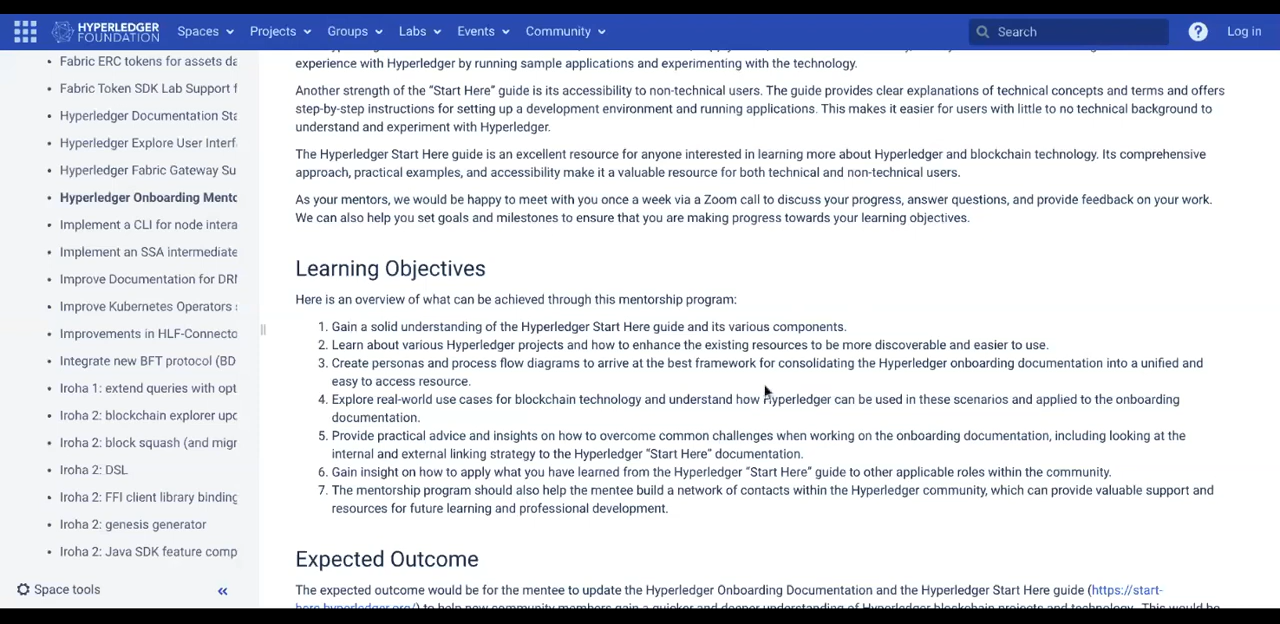 HYPERLEDGER
FOUNDATION
Spaces
Projects
Groups
Labs
Events
Community
Search
?
Log in
Fabric ERC tokens for assets da
Fabric Token SDK Lab Support f
Hyperledger Documentation Sta
Hyperledger Explore User Interf
Hyperledger Fabric Gateway Su
Hyperledger Onboarding Mento
Implement a CLI for node intera
Implement an SSA intermediate
Improve Documentation for DRM
Improve Kubernetes Operators
Improvements in HLF-Connecto
Integrate new BFT protocol (BD
Iroha 1: extend queries with opt
Iroha 2: blockchain explorer upd
Iroha 2: block squash (and migr
Iroha 2: DSL
Iroha 2: FFI client library binding
Iroha 2: genesis generator
Iroha 2: Java SDK feature comp
Space tools
experience with Hyperledger by running sample applications and experimenting with the technology.
Another strength of the “Start Here” guide is its accessibility to non-technical users. The guide provides clear explanations of technical concepts and terms and offers
step-by-step instructions for setting up a development environment and running applications. This makes it easier for users with little to no technical background to
understand and experiment with Hyperledger.
The Hyperledger Start Here guide is an excellent resource for anyone interested in learning more about Hyperledger and blockchain technology. Its comprehensive
approach, practical examples, and accessibility make it a valuable resource for both technical and non-technical users.
As your mentors, we would be happy to meet with you once a week via a Zoom call to discuss your progress, answer questions, and provide feedback on your work.
We can also help you set goals and milestones to ensure that you are making progress towards your learning objectives.
Learning Objectives
Here is an overview of what can be achieved through this mentorship program:
1. Gain a solid understanding of the Hyperledger Start Here guide and its various components.
2. Learn about various Hyperledger projects and how to enhance the existing resources to be more discoverable and easier to use.
3. Create personas and process flow diagrams to arrive at the best framework for consolidating the Hyperledger onboarding documentation into a unified and
easy to access resource.
4. Explore real-world use cases for blockchain technology and understand how Hyperledger can be used in these scenarios and applied to the onboarding
documentation.
5. Provide practical advice and insights on how to overcome common challenges when working on the onboarding documentation, including looking at the
internal and external linking strategy to the Hyperledger “Start Here” documentation.
6. Gain insight on how to apply what you have learned from the Hyperledger “Start Here” guide to other applicable roles within the community.
7. The mentorship program should also help the mentee build a network of contacts within the Hyperledger community, which can provide valuable support and
resources for future learning and professional development.
Expected Outcome
The expected outcome would be for the mentee to update the Hyperledger Onboarding Documentation and the Hyperledger Start Here guide (https://start-
here.hyperledger.org/) to help new community members gain a quicker and deeper understanding of Hyperledger blockchain projects and technology. This would be